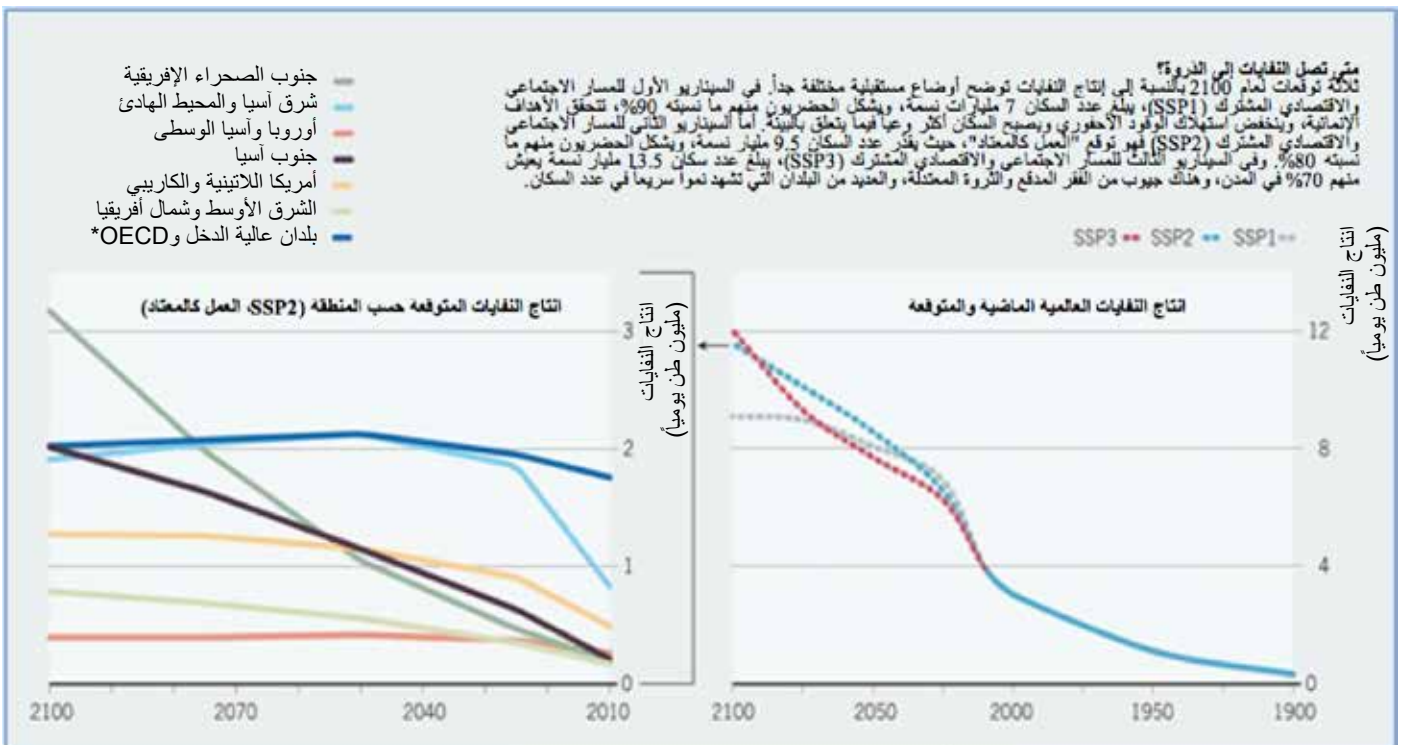 متى تصل النفايات إلى الذروة؟
ثلاثة توقعات لعام 2100 بالنسبة إلى إنتاج النفايات توضح أوضاع مستقبلية مختلفة جداً. في السيناريو الأول للمسار الاجتماعي
والاقتصادي المشترك (SSP1)، يبلغ عدد السكان 7 مليارات نسمة، ويشكل الحضريون منهم ما نسبته 90%، تتحقق الأهداف
الإنمائية، وينخفض استهلاك الوقود الأحفوري ويصبح السكان أكثر وعيا فيما يتعلق بالبيئة. أما السيناريو الثاني للمسار الاجتماعي
والاقتصادي المشترك (SSP2) فهو توقع "العمل كالمعتاد"، حيث يقدّر عدد السكان 9.5 مليار نسمة، ويشكل الحضريون منهم ما
نسبته 80%. وفي السيناريو الثالث للمسار الاجتماعي والاقتصادي المشترك (SSP3)، يبلغ عدد سكان 13.5 مليار نسمة يعيش
منهم 70% في المدن، وهناك جيوب من الفقر المدقع والثروة المعتدلة، والعديد من البلدان التي تشهد نموا سريعا في عدد السكان.
جنوب الصحراء الإفريقية
شرق آسيا والمحيط الهادئ
أوروبا وآسيا الوسطى
جنوب آسيا
أمريكا اللاتينية والكاريبي
الشرق الأوسط وشمال أفريقيا
بلدان عالية الدخل وOECD*
SSP3 SSP2 SSP1
انتاج النفايات
(مليون طن يومياً)
انتاج النفايات العالمية الماضية والمتوقعة
12
8
4
0
2100 2050 2000 1950 1900
انتاج النفايات المتوقعة حسب المنطقة (SSP2، العمل كالمعتاد)
انتاج النفايات
(مليون طن يومياً)
3
2
1
0
2100 2070 2040 2010